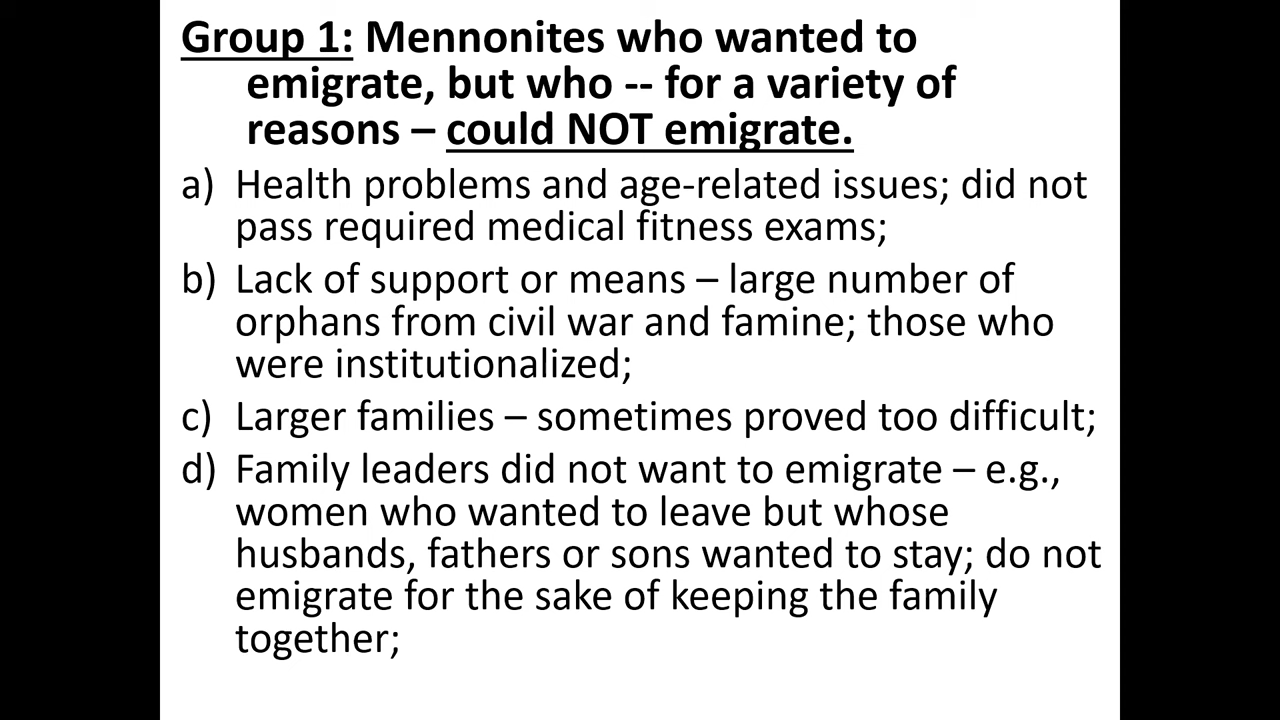 Group 1: Mennonites who wanted to
emigrate, but who -- for a variety of
reasons – could NOT emigrate.
a) Health problems and age-related issues; did not
pass required medical fitness exams;
b) Lack of support or means – large number of
orphans from civil war and famine; those who
were institutionalized;
c) Larger families – sometimes proved too difficult;
d) Family leaders did not want to emigrate – e.g.,
women who wanted to leave but whose
husbands, fathers or sons wanted to stay; do not
emigrate for the sake of keeping the family
together;